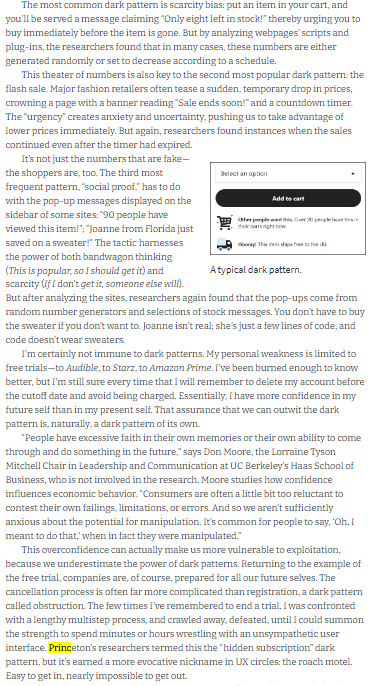 The most common dark pattern is scarcity bias: put an item in your cart, and
you'll be served a message claiming "Only eight left in stock!" thereby urging you to
buy immediately before the item is gone. But by analyzing webpages' scripts and
plug-ins, the researchers found that in many cases, these numbers are either
generated randomly or set to decrease according to a schedule.
This theater of numbers is also key to the second most popular dark pattern: the
flash sale. Major fashion retailers often tease a sudden, temporary drop in prices,
crowning a page with a banner reading "Sale ends soon!" and a countdown timer.
The "urgency" creates anxiety and uncertainty, pushing us to take advantage of
lower prices immediately. But again, researchers found instances when the sales
continued even after the timer had expired.
It's not just the numbers that are fake—
the shoppers are, too. The third most
frequent pattern, "social proof," has to do
with the pop-up messages displayed on the
sidebar of some sites: "90 people have
viewed this item!"; "Joanne from Florida just
saved on a sweater!" The tactic harnesses
the power of both bandwagon thinking
(This is popular, so I should get it) and
scarcity (If I don't get it, someone else will).
Select an option
Add to cart
Other people want this. Over 20 people have this in
their carts right now.
Hooray! This item ships free to the US.
A typical dark pattern.
But after analyzing the sites, researchers again found that the pop-ups come from
random number generators and selections of stock messages. You don't have to buy
the sweater if you don't want to. Joanne isn't real; she's just a few lines of code, and
code doesn't wear sweaters.
I'm certainly not immune to dark patterns. My personal weakness is limited to
free trials—to Audible, to Starz, to Amazon Prime. I've been burned enough to know
better, but I'm still sure every time that I will remember to delete my account before
the cutoff date and avoid being charged. Essentially, I have more confidence in my
future self than in my present self. That assurance that we can outwit the dark
pattern is, naturally, a dark pattern of its own.
"People have excessive faith in their own memories or their own ability to come
through and do something in the future," says Don Moore, the Lorraine Tyson
Mitchell Chair in Leadership and Communication at UC Berkeley's Haas School of
Business, who is not involved in the research. Moore studies how confidence
influences economic behavior. "Consumers are often a little bit too reluctant to
contest their own failings, limitations, or errors. And so we aren't sufficiently
anxious about the potential for manipulation. It's common for people to say, 'Oh, I
meant to do that,' when in fact they were manipulated."
This overconfidence can actually make us more vulnerable to exploitation,
because we underestimate the power of dark patterns. Returning to the example of
the free trial, companies are, of course, prepared for all our future selves. The
cancellation process is often far more complicated than registration, a dark pattern
called obstruction. The few times I've remembered to end a trial, I was confronted
with a lengthy multistep process, and crawled away, defeated, until I could summon
the strength to spend minutes or hours wrestling with an unsympathetic user
interface. Princeton's researchers termed this the "hidden subscription" dark
pattern, but it's earned a more evocative nickname in UX circles: the roach motel.
Easy to get in, nearly impossible to get out.